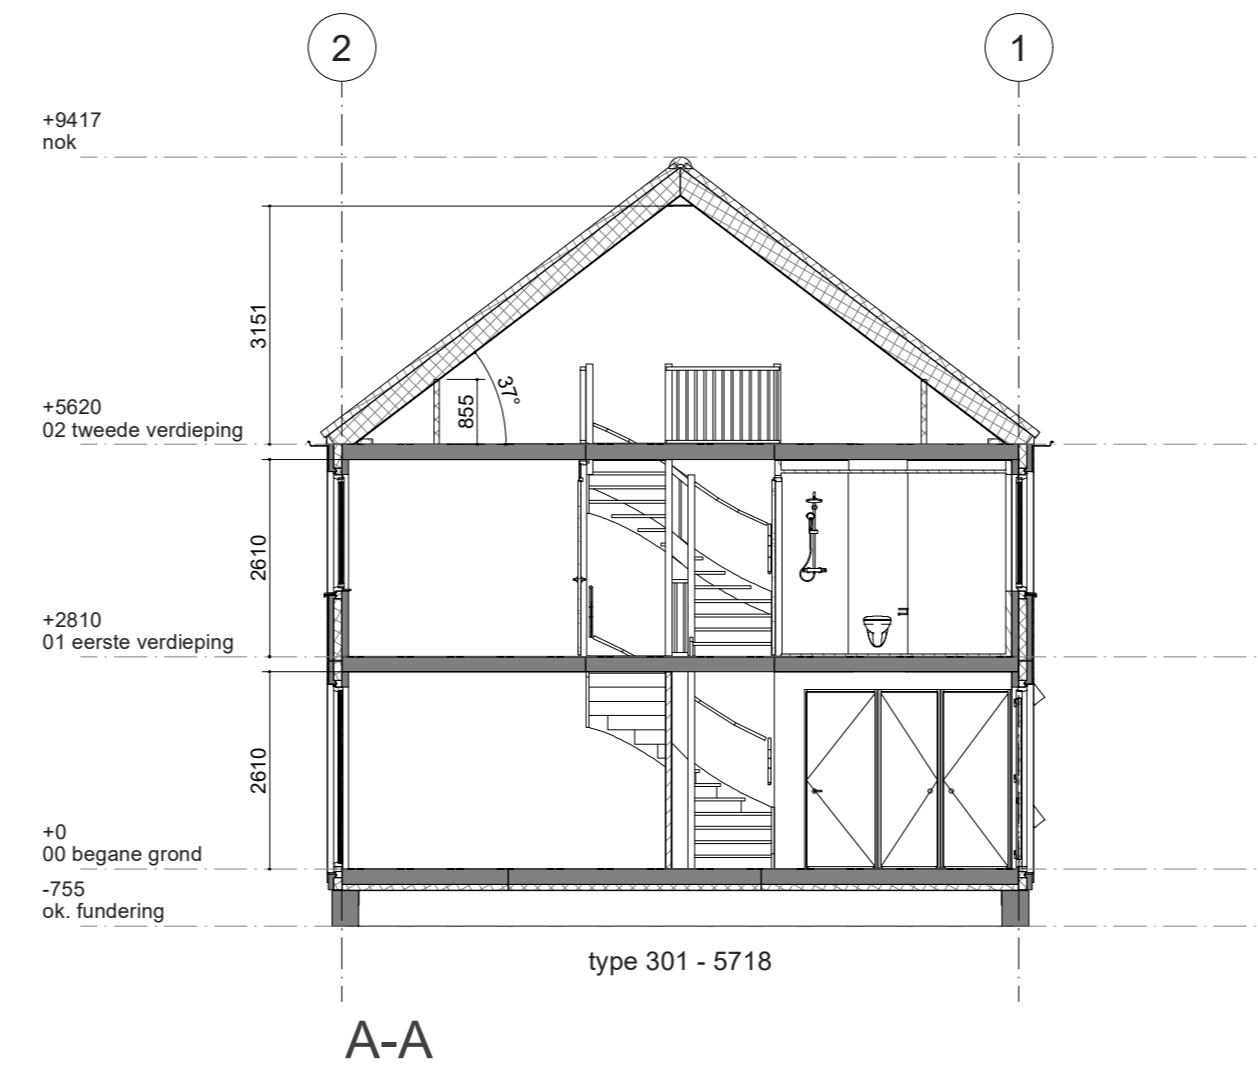 2
1
+9417
nok
3151
37°
855
+5620
02 tweede verdieping
2610
+2810
01 eerste verdieping
2610
+0
00 begane grond
-755
ok. fundering
type 301 - 5718
A-A